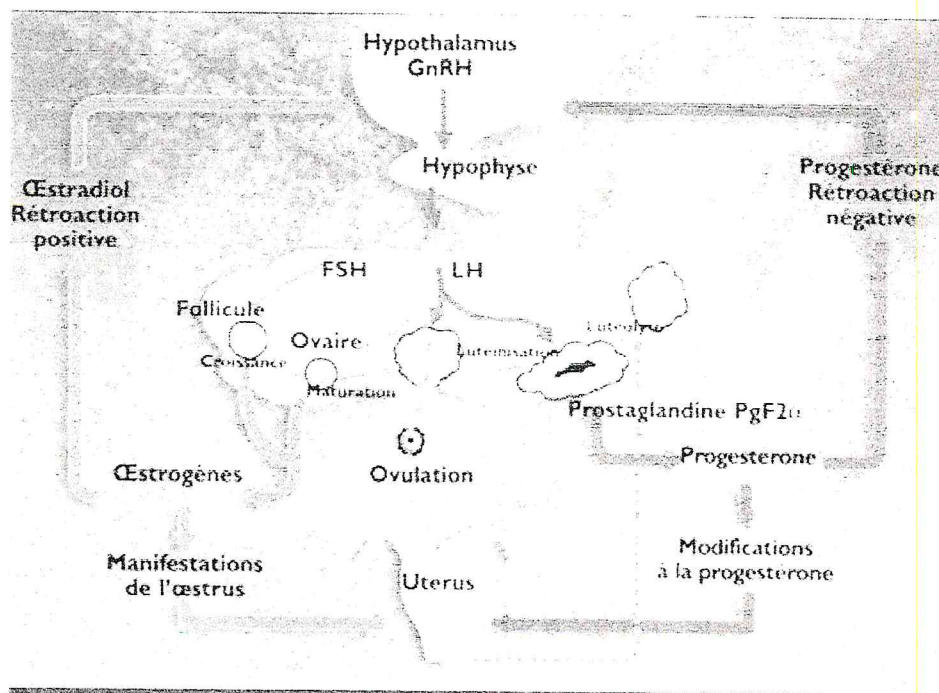 Hypothalamus
GnRH
Hypophyse
Œstradiol
Rétroaction
positive
Progestérone
Rétroaction
négative
FSH
LH
Follicule
Croissance
Ovaire
Maturation
Lutéinisation
Lutéolyse
Prostaglandine PgF2α
Ovulation
Œstrogènes
Progesterone
Manifestations
de l'œstrus
Uterus
Modifications
à la progestérone